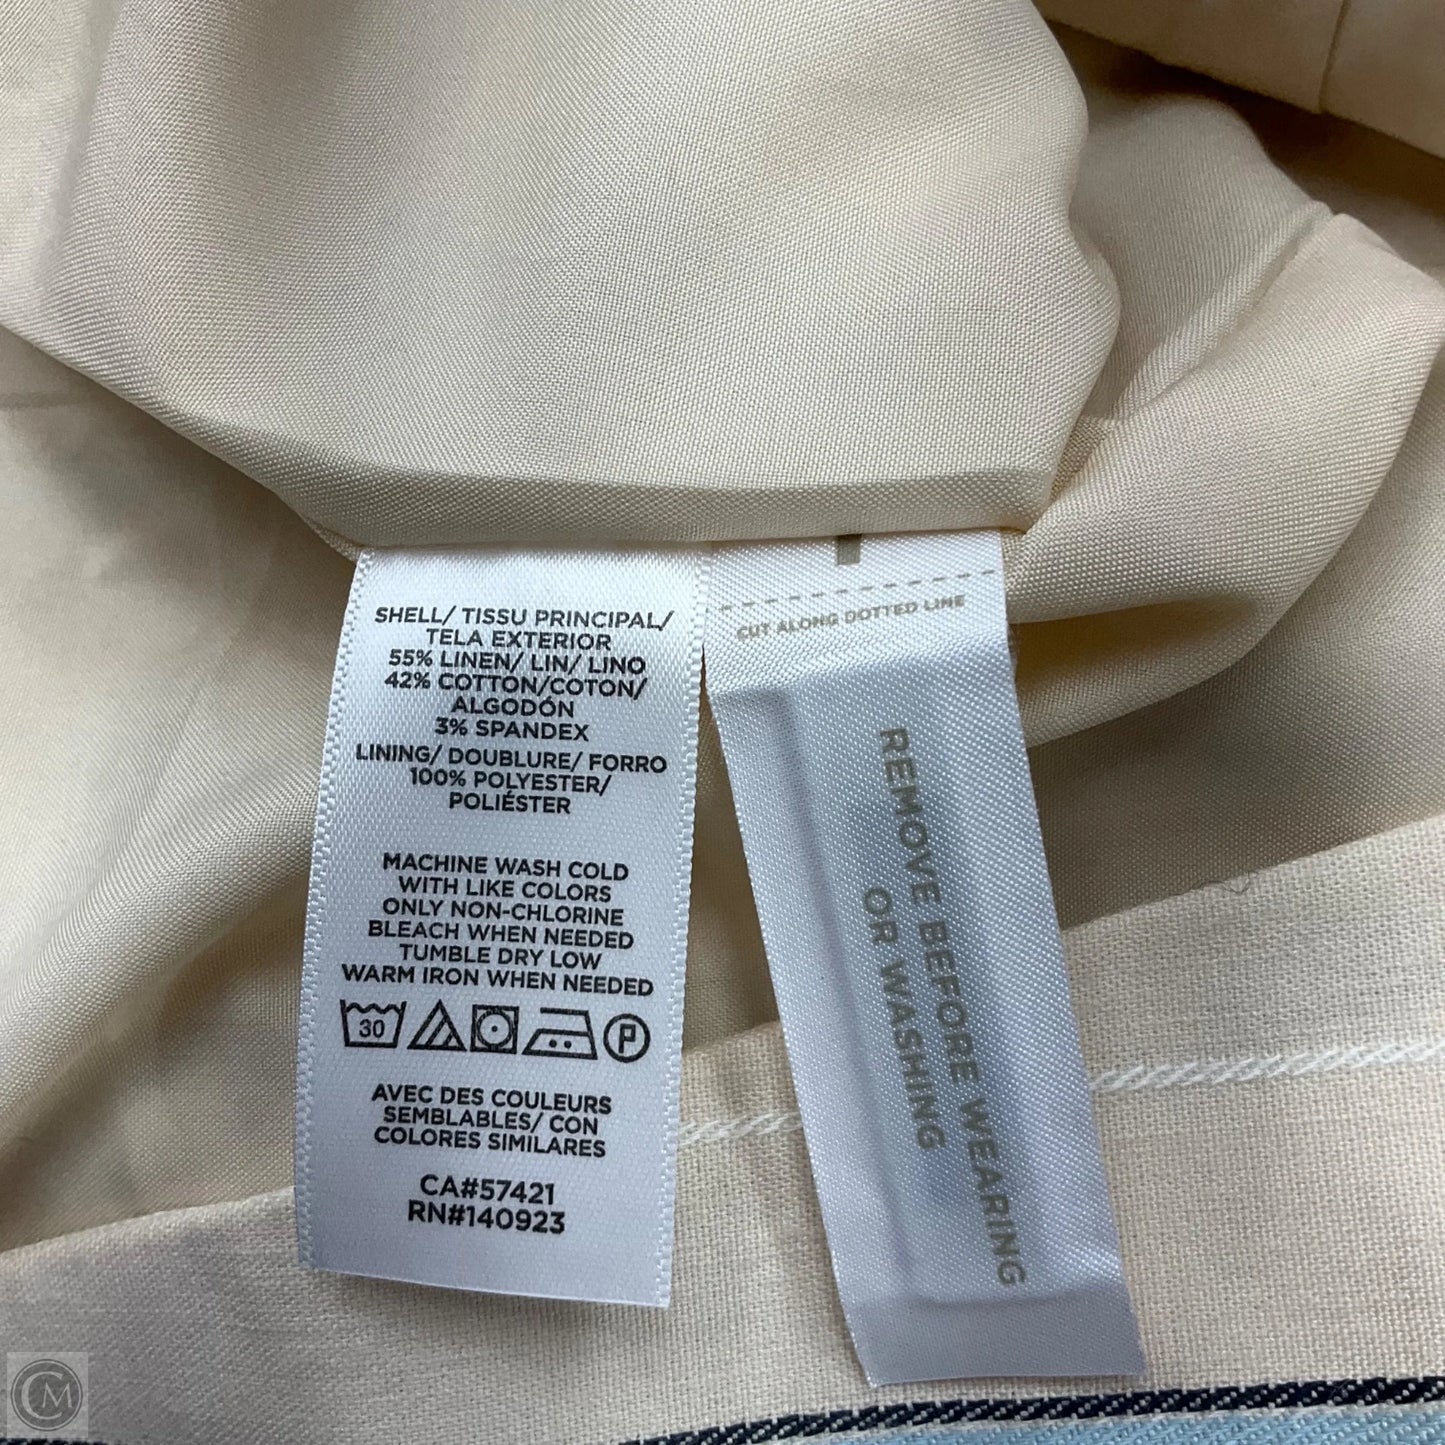 SHELL/ TISSU PRINCIPAL/
TELA EXTERIOR
55% LINEN/ LIN/ LINO
42% COTTON/COTON/
ALGODÓN
3% SPANDEX
LINING/ DOUBLURE/ FORRO
100% POLYESTER/
POLIÉSTER
MACHINE WASH COLD
WITH LIKE COLORS
ONLY NON-CHLORINE
BLEACH WHEN NEEDED
TUMBLE DRY LOW
WARM IRON WHEN NEEDED
30 P
AVEC DES COULEURS
SEMBLABLES/ CON
COLORES SIMILARES
CA#57421
RN#140923
CUT ALONG DOTTED LINE
REMOVE BEFORE WEARING
OR WASHING
CM